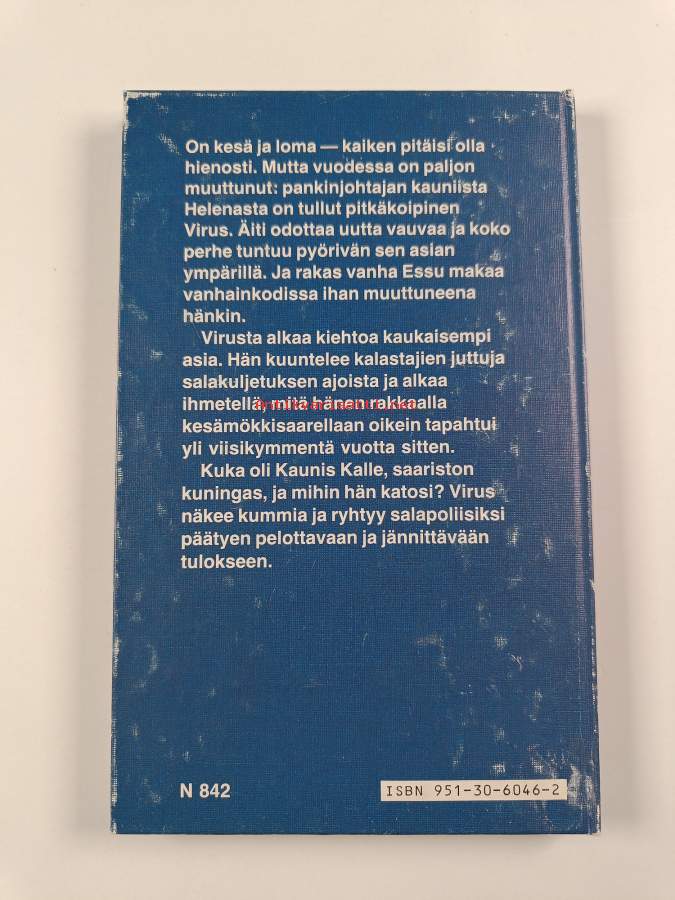 On kesä ja loma — kaiken pitäisi olla
hienosti. Mutta vuodessa on paljon
muuttunut: pankinjohtajan kauniista
Helenasta on tullut pitkäkoipinen
Virus. Äiti odottaa uutta vauvaa ja koko
perhe tuntuu pyörivän sen asian
ympärillä. Ja rakas vanha Essu makaa
vanhainkodissa ihan muuttuneena
hänkin.
Virusta alkaa kiehtoa kaukaisempi
asia. Hän kuuntelee kalastajien juttuja
salakuljetuksen ajoista ja alkaa
ihmetellä, mitä hänen rakkaalla
kesämökkisaarellaan oikein tapahtui
yli viisikymmentä vuotta sitten.
Kuka oli Kaunis Kalle, saariston
kuningas, ja mihin hän katosi? Virus
näkee kummia ja ryhtyy salapoliisiksi
päätyen pelottavaan ja jännittävään
tulokseen.
N 842
ISBN 951-30-6046-2